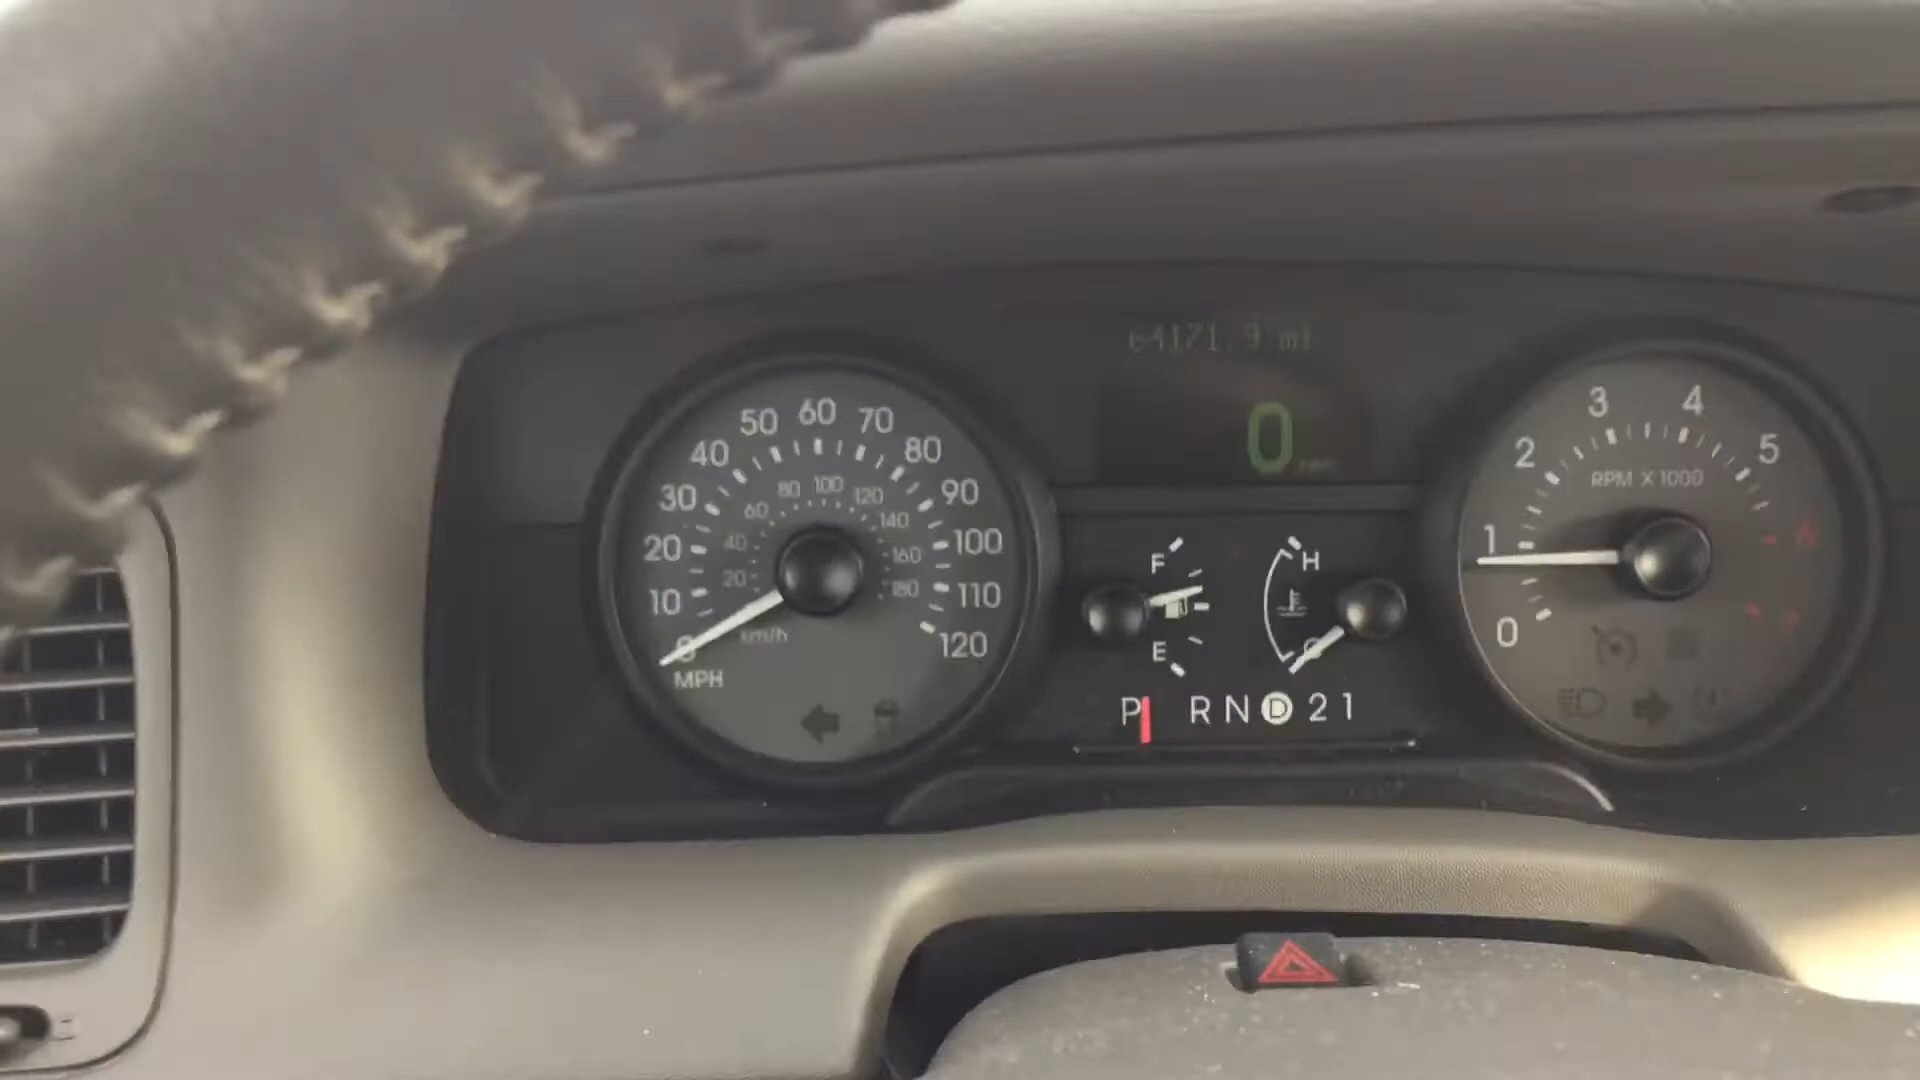 64171.9 mi
0
0 10 20 30 40 50 60 70 80 90 100 110 120
20 40 60 80 100 120 140 160 180
km/h
MPH
F
E
H
P R N D 2 1
0 1 2 3 4 5 6 7
RPM X 1000